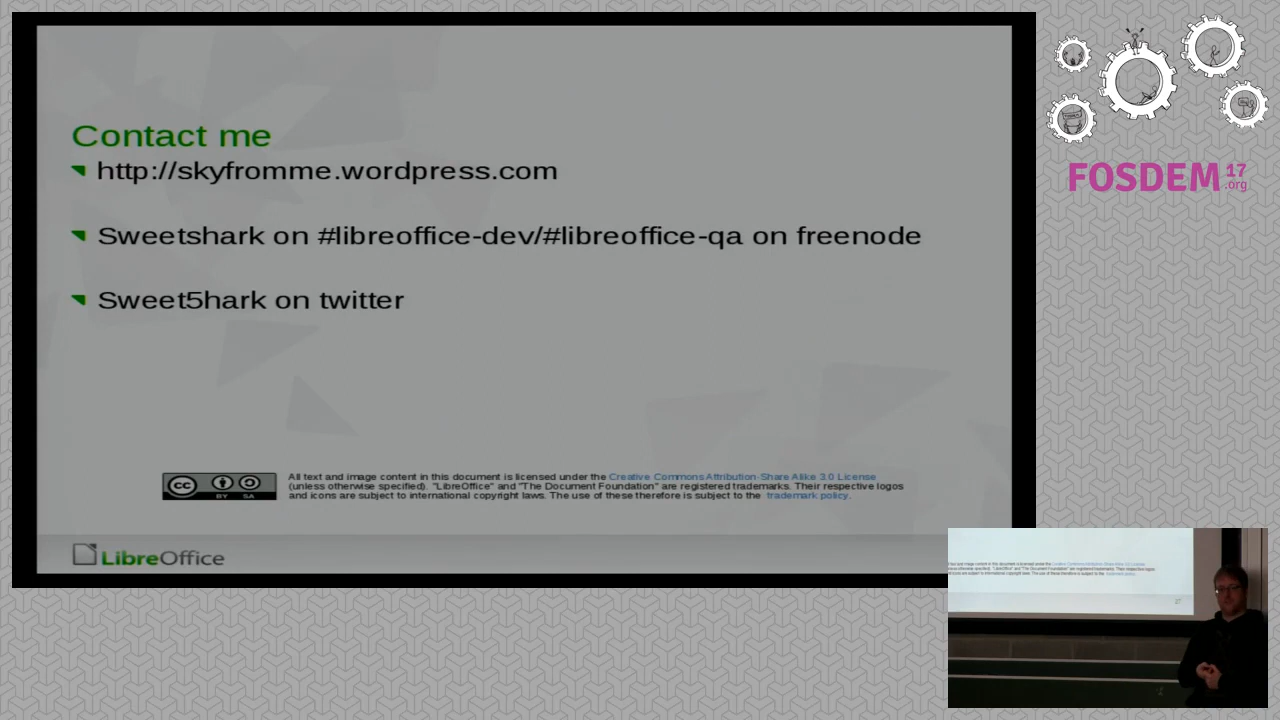 Contact me
http://skyfromme.wordpress.com
Sweetshark on #libreoffice-dev/#libreoffice-qa on freenode
Sweet5hark on twitter
cc BY SA
All text and image content in this document is licensed under the Creative Commons Attribution-Share Alike 3.0 License
(unless otherwise specified). "LibreOffice" and "The Document Foundation" are registered trademarks. Their respective logos
and icons are subject to international copyright laws. The use of these therefore is subject to the trademark policy.
LibreOffice
FOSDEM 17
.org